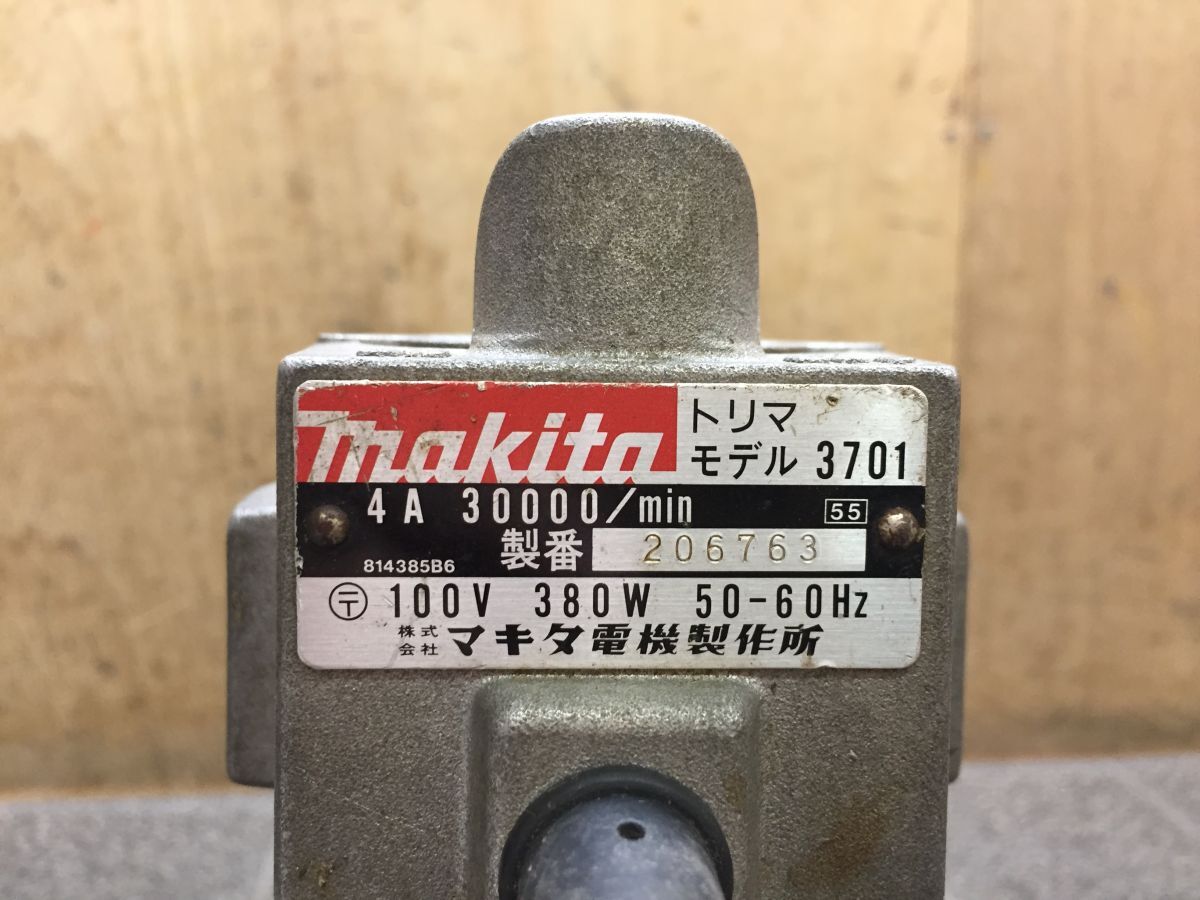 makita
トリマ
モデル 3701
4A 30000/min 55
814385B6 製番 206763
〶 100V 380W 50-60Hz
株式会社 マキタ電機製作所